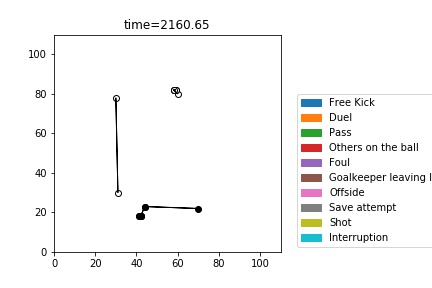 time=2160.65
100
80
60
40
20
0
0 20 40 60 80 100
Free Kick
Duel
Pass
Others on the ball
Foul
Goalkeeper leaving l
Offside
Save attempt
Shot
Interruption